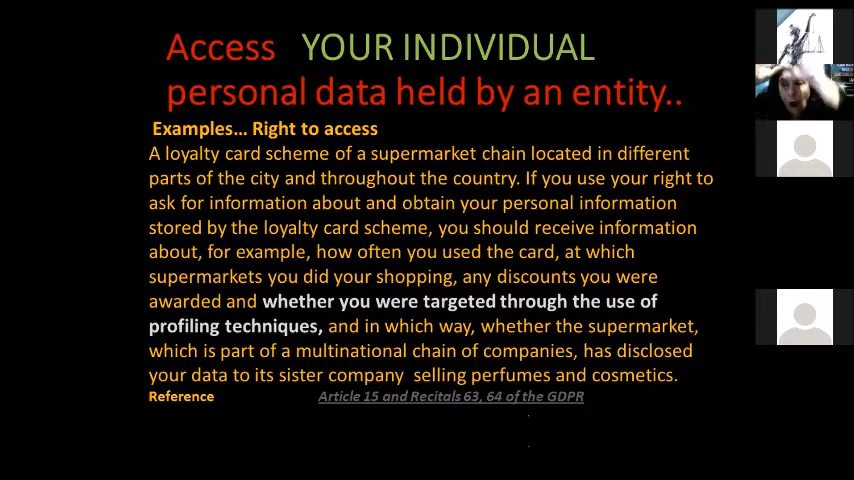 Access YOUR INDIVIDUAL
personal data held by an entity..
Examples... Right to access
A loyalty card scheme of a supermarket chain located in different
parts of the city and throughout the country. If you use your right to
ask for information about and obtain your personal information
stored by the loyalty card scheme, you should receive information
about, for example, how often you used the card, at which
supermarkets you did your shopping, any discounts you were
awarded and whether you were targeted through the use of
profiling techniques, and in which way, whether the supermarket,
which is part of a multinational chain of companies, has disclosed
your data to its sister company selling perfumes and cosmetics.
Reference Article 15 and Recitals 63, 64 of the GDPR